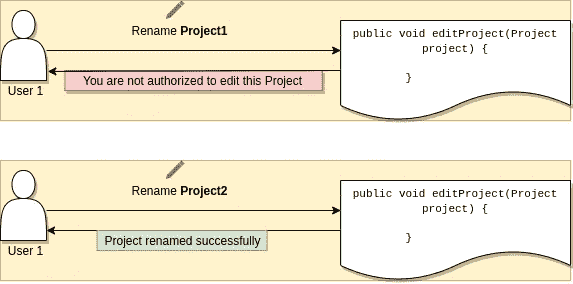 Rename Project1
public void editProject(Project
project) {
}
You are not authorized to edit this Project
User 1
Rename Project2
public void editProject(Project
project) {
}
Project renamed successfully
User 1